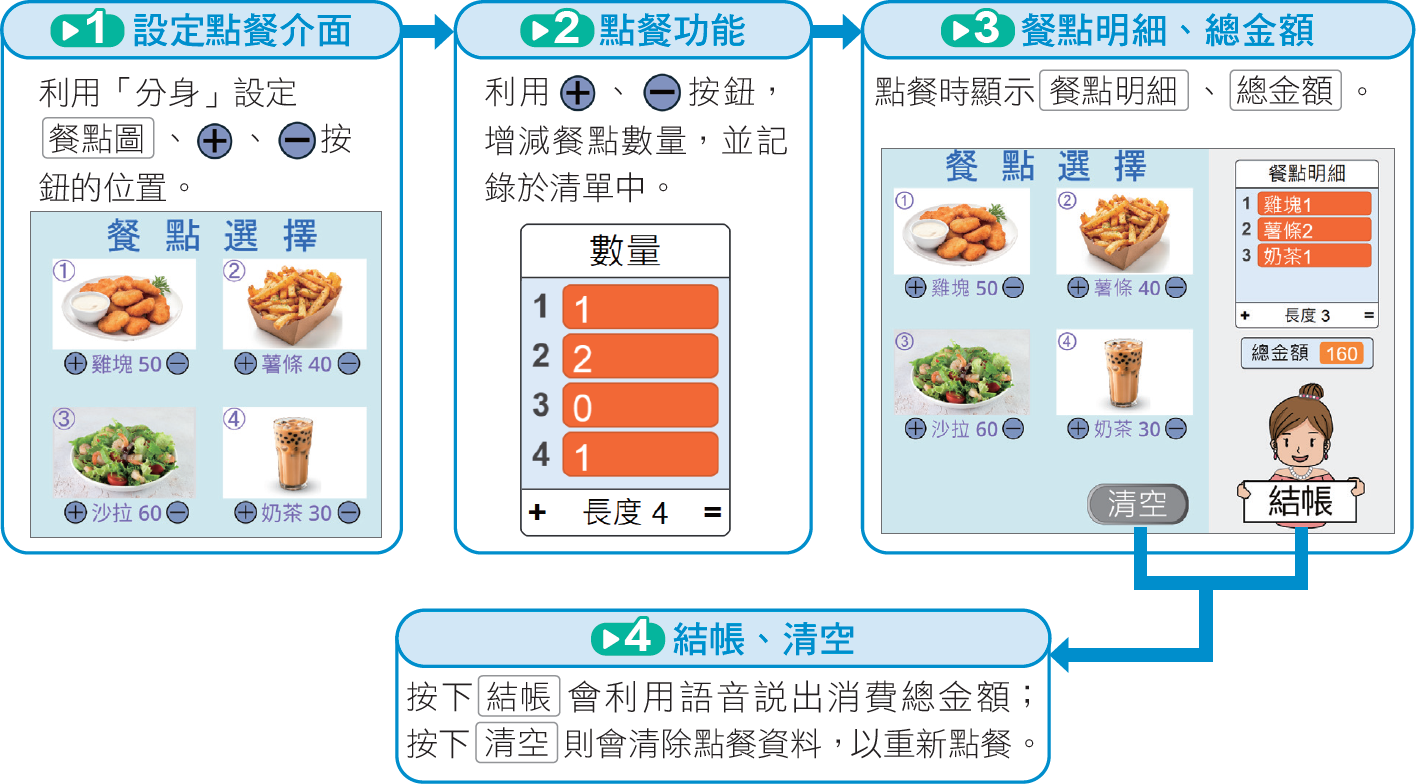 1 設定點餐介面
利用「分身」設定
餐點圖、+、−按
鈕的位置。
餐點選擇
① ②
+ 雞塊 50 − + 薯條 40 −
③ ④
+ 沙拉 60 − + 奶茶 30 −
2 點餐功能
利用+、−按鈕，
增減餐點數量，並記
錄於清單中。
數量
1 1
2 2
3 0
4 1
+ 長度 4 =
3 餐點明細、總金額
點餐時顯示 餐點明細、總金額。
餐點選擇
① ②
+ 雞塊 50 − + 薯條 40 −
③ ④
+ 沙拉 60 − + 奶茶 30 −
清空
餐點明細
1 雞塊1
2 薯條2
3 奶茶1
+ 長度 3 =
總金額 160
結帳
4 結帳、清空
按下 結帳 會利用語音説出消費總金額；
按下 清空 則會清除點餐資料，以重新點餐。